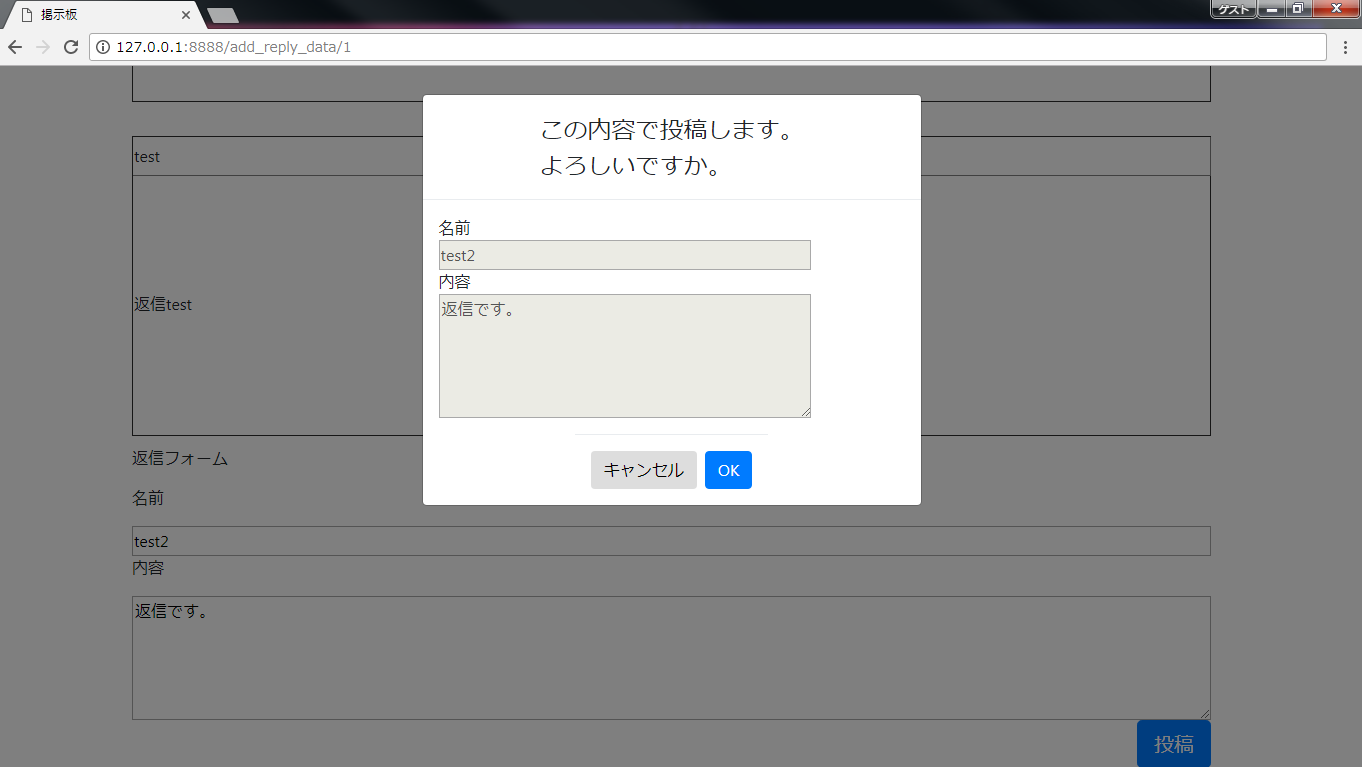 掲示板
ゲスト
127.0.0.1:8888/add_reply_data/1
この内容で投稿します。
よろしいですか。
test
名前
test2
内容
返信です。
返信test
キャンセル
OK
返信フォーム
名前
test2
内容
返信です。
投稿